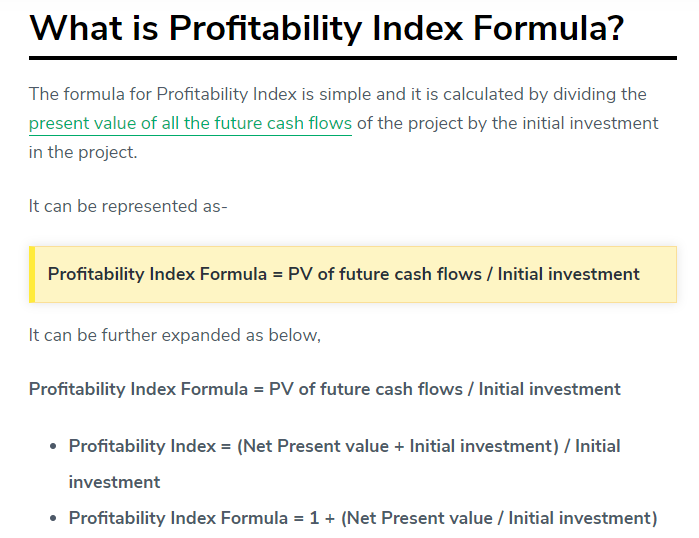 What is Profitability Index Formula?
The formula for Profitability Index is simple and it is calculated by dividing the
present value of all the future cash flows of the project by the initial investment
in the project.
It can be represented as-
Profitability Index Formula = PV of future cash flows / Initial investment
It can be further expanded as below,
Profitability Index Formula = PV of future cash flows / Initial investment
• Profitability Index = (Net Present value + Initial investment) / Initial
investment
• Profitability Index Formula = 1 + (Net Present value / Initial investment)